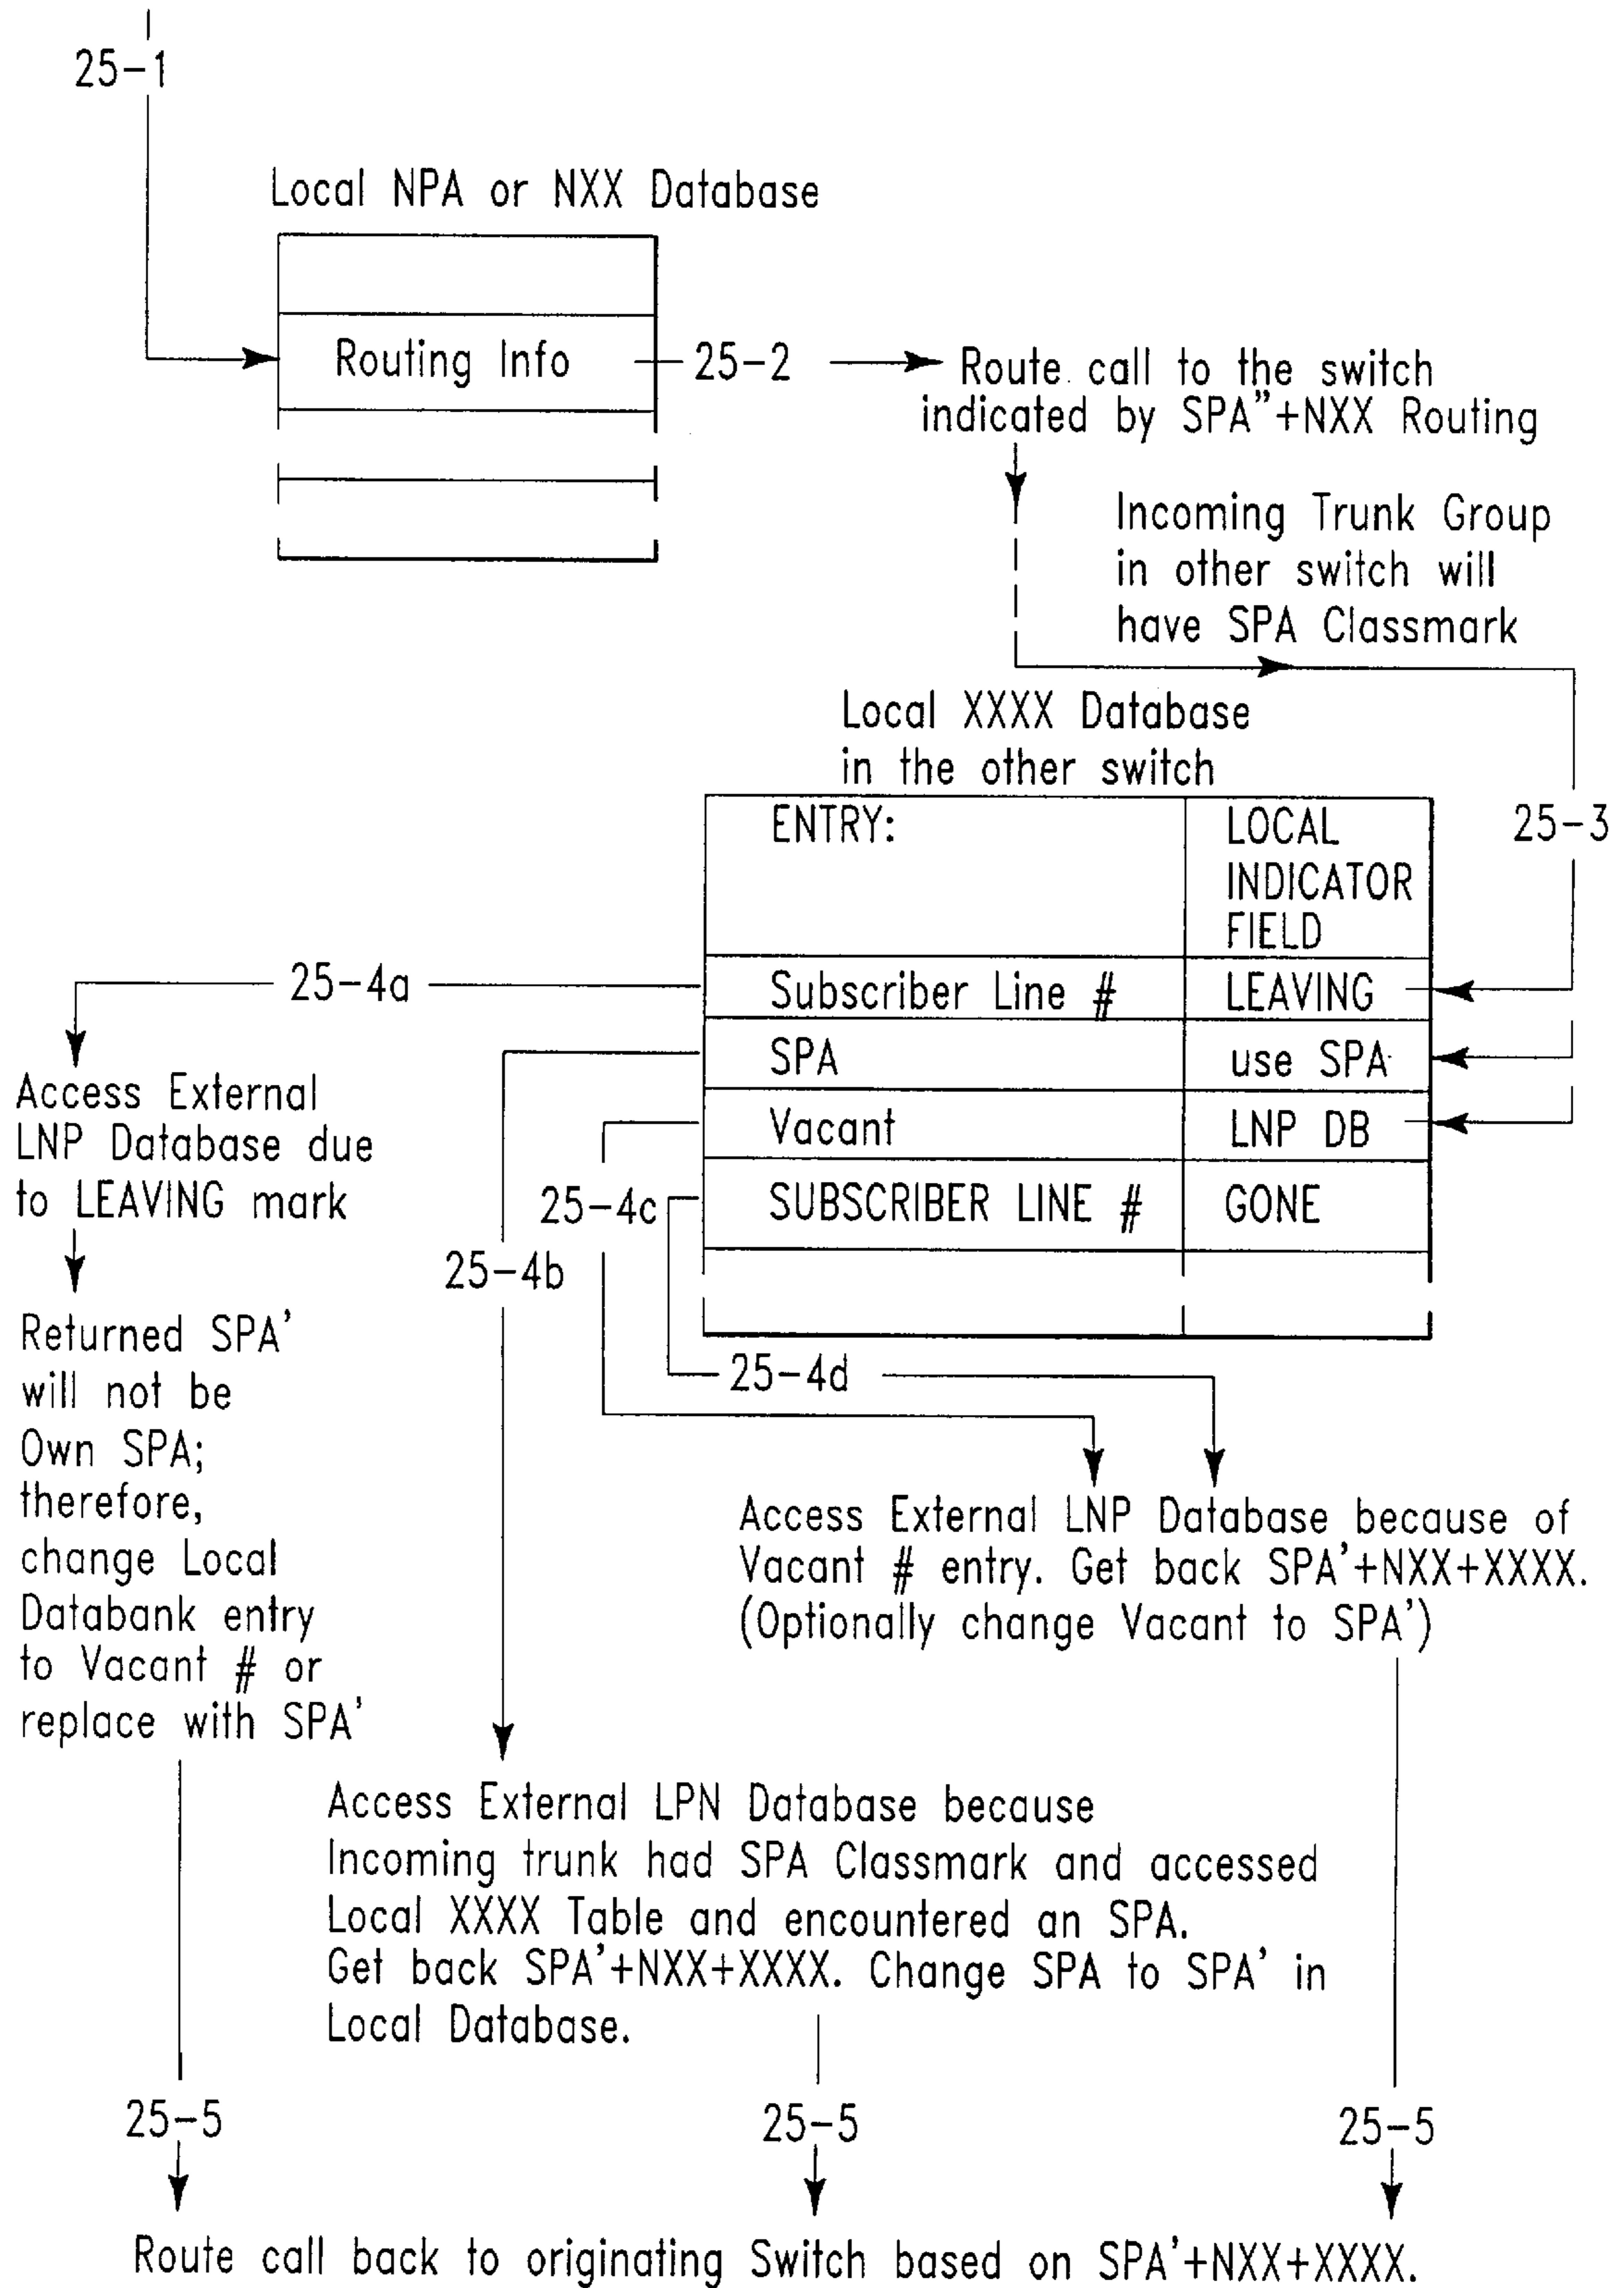 25-1
Local NPA or NXX Database
Routing Info
25-2
Route call to the switch
indicated by SPA"+NXX Routing
Incoming Trunk Group
in other switch will
have SPA Classmark
Local XXXX Database
in the other switch
25-3
ENTRY:
LOCAL
INDICATOR
FIELD
25-4a
Subscriber Line #
LEAVING
SPA
use SPA
Vacant
LNP DB
SUBSCRIBER LINE #
GONE
Access External
LNP Database due
to LEAVING mark
25-4c
25-4b
25-4d
Returned SPA'
will not be
Own SPA;
therefore,
change Local
Databank entry
to Vacant # or
replace with SPA'
Access External LNP Database because of
Vacant # entry. Get back SPA'+NXX+XXXX.
(Optionally change Vacant to SPA')
Access External LPN Database because
Incoming trunk had SPA Classmark and accessed
Local XXXX Table and encountered an SPA.
Get back SPA'+NXX+XXXX. Change SPA to SPA' in
Local Database.
25-5
25-5
25-5
Route call back to originating Switch based on SPA'+NXX+XXXX.